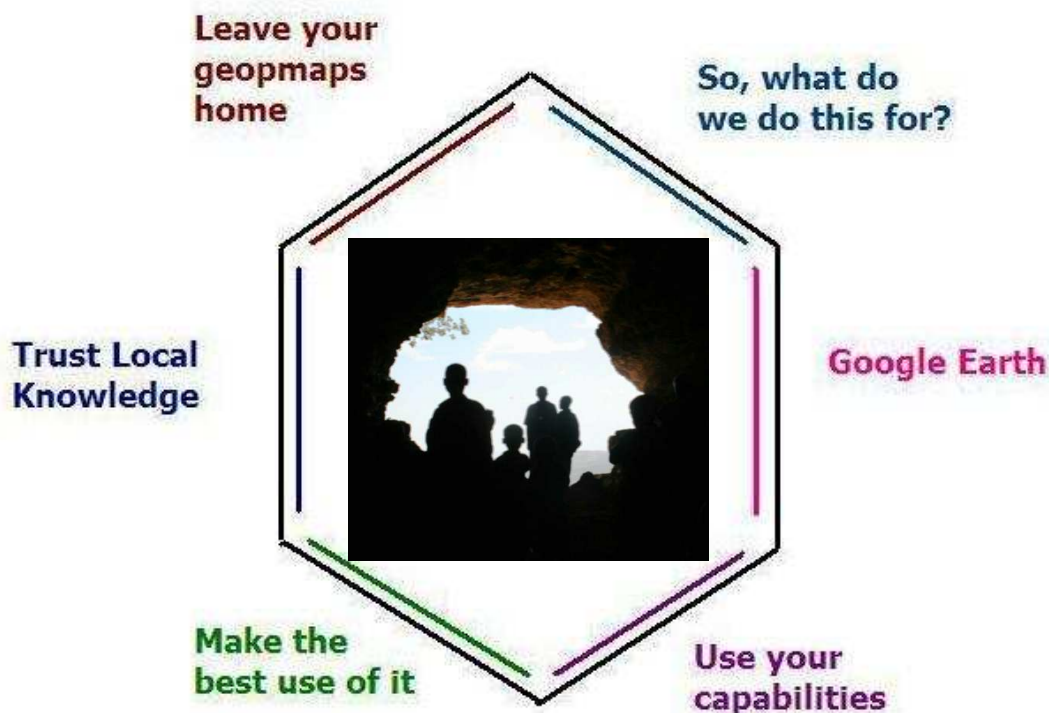 Leave your
geopmaps
home
So, what do
we do this for?
Trust Local
Knowledge
Google Earth
Make the
best use of it
Use your
capabilities